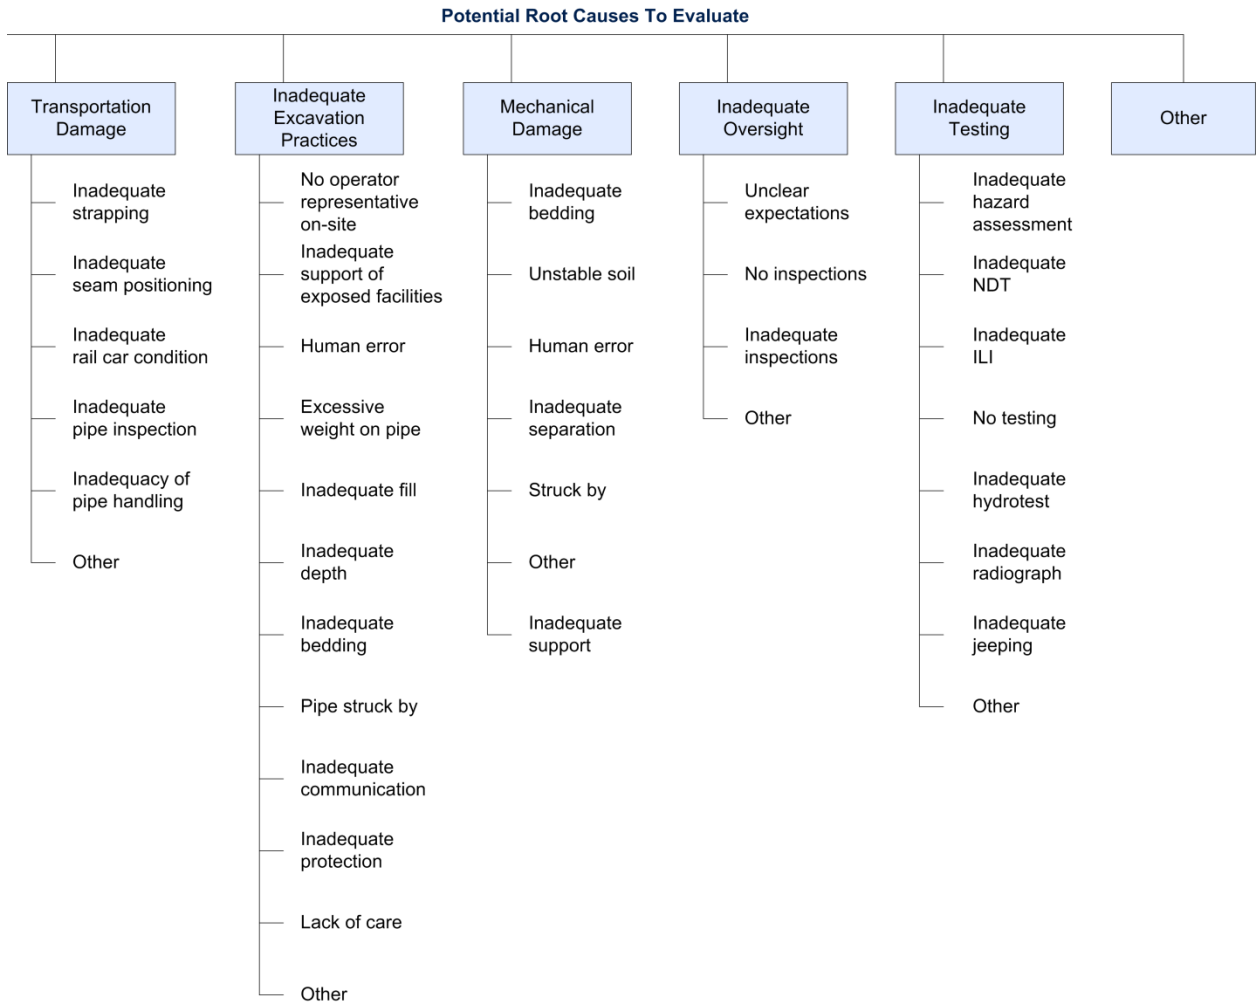 Potential Root Causes To Evaluate
Transportation
Damage
Inadequate
strapping
Inadequate
seam positioning
Inadequate
rail car condition
Inadequate
pipe inspection
Inadequacy of
pipe handling
Other
Inadequate
Excavation
Practices
No operator
representative
on-site
Inadequate
support of
exposed facilities
Human error
Excessive
weight on pipe
Inadequate fill
Inadequate
depth
Inadequate
bedding
Pipe struck by
Inadequate
communication
Inadequate
protection
Lack of care
Other
Mechanical
Damage
Inadequate
bedding
Unstable soil
Human error
Inadequate
separation
Struck by
Other
Inadequate
support
Inadequate
Oversight
Unclear
expectations
No inspections
Inadequate
inspections
Other
Inadequate
Testing
Inadequate
hazard
assessment
Inadequate
NDT
Inadequate
ILI
No testing
Inadequate
hydrotest
Inadequate
radiograph
Inadequate
jeeping
Other
Other